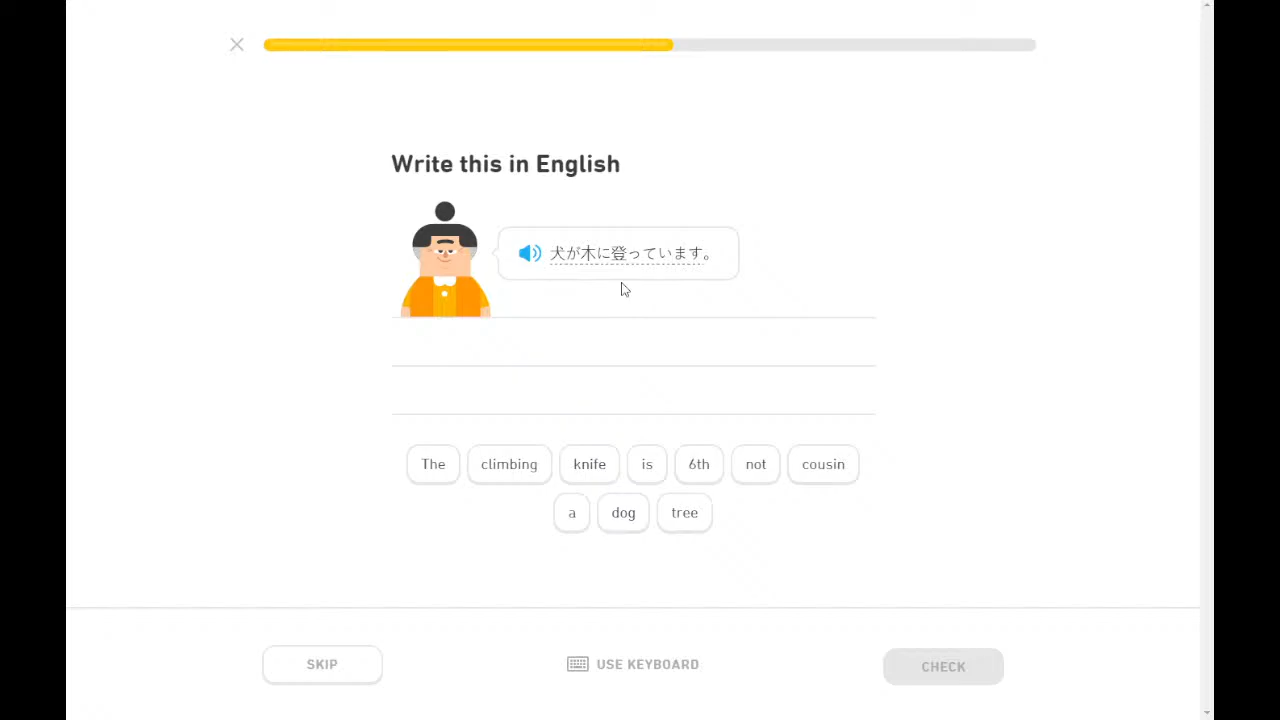 Write this in English
犬が木に登っています。
The climbing knife is 6th not cousin
a dog tree
SKIP USE KEYBOARD CHECK